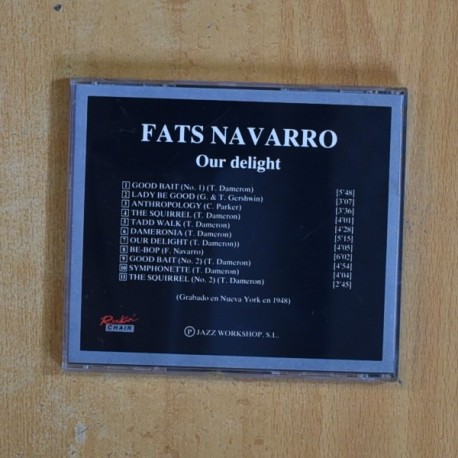 FATS NAVARRO
Our delight
1 GOOD BAIT (No. 1) (T. Dameron) [5'48]
2 LADY BE GOOD (G. & T. Gershwin) [3'07]
3 ANTHROPOLOGY (C. Parker) [3'36]
4 THE SQUIRREL (T. Dameron) [4'01]
5 TADD WALK (T. Dameron) [4'28]
6 DAMERONIA (T. Dameron) [5'15]
7 OUR DELIGHT (T. Dameron)) [4'05]
8 BE-BOP (F. Navarro) [6'02]
9 GOOD BAIT (No. 2) (T. Dameron) [4'54]
10 SYMPHONETTE (T. Dameron) [4'04]
11 THE SQUIRREL (No. 2) (T. Dameron) [2'45]
(Grabado en Nueva York en 1948)
Rockin' CHAIR
Ⓟ JAZZ WORKSHOP, S.L.